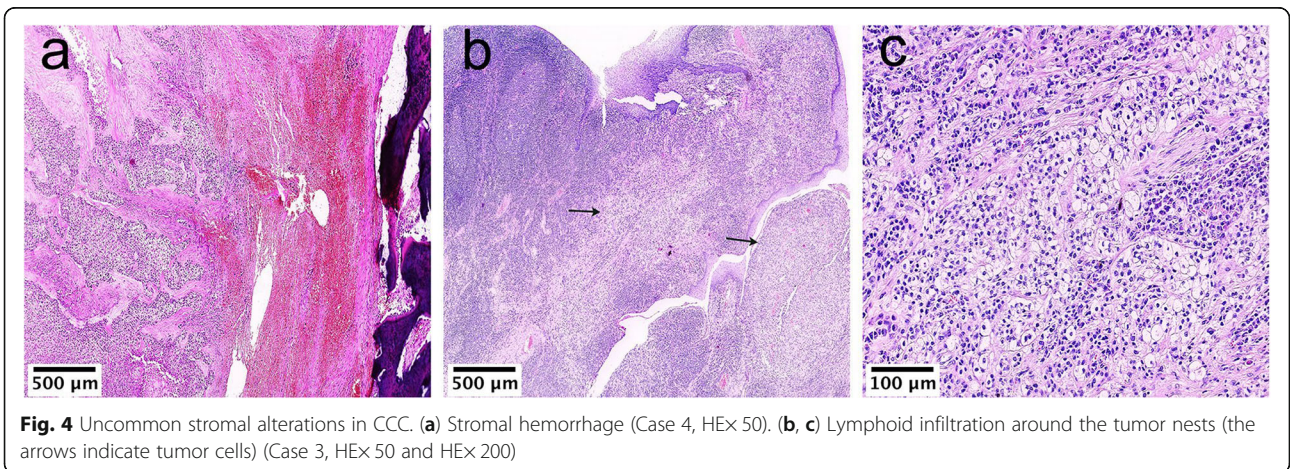 a
b
c
500 µm
500 µm
100 µm
Fig. 4 Uncommon stromal alterations in CCC. (a) Stromal hemorrhage (Case 4, HE× 50). (b, c) Lymphoid infiltration around the tumor nests (the
arrows indicate tumor cells) (Case 3, HE× 50 and HE× 200)